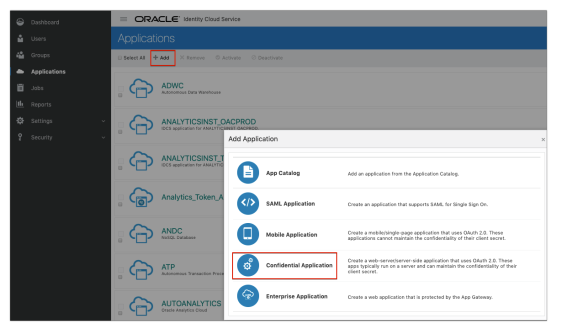 ORACLE Identity Cloud Service
Dashboard
Users
Groups
Applications
Jobs
Reports
Settings
Security
Applications
Select All + Add Remove Activate Deactivate
ADWC
Autonomous Data Warehouse
ANALYTICSINST_OACPROD
IDCS application for ANALYTICSINST_OACPROD
ANALYTICSINST_T
IDCS application for ANALYTIC
Analytics_Token_A
ANDC
NoSQL Database
ATP
Autonomous Transaction Proce
AUTOANALYTICS
Oracle Analytics Cloud
Add Application ×
App Catalog
Add an application from the Application Catalog.
SAML Application
Create an application that supports SAML for Single Sign On.
Mobile Application
Create a mobile/single-page application that uses OAuth 2.0. These
applications cannot maintain the confidentiality of their client secret.
Confidential Application
Create a web-server/server-side application that uses OAuth 2.0. These
apps typically run on a server and can maintain the confidentiality of their
client secret.
Enterprise Application
Create a web application that is protected by the App Gateway.